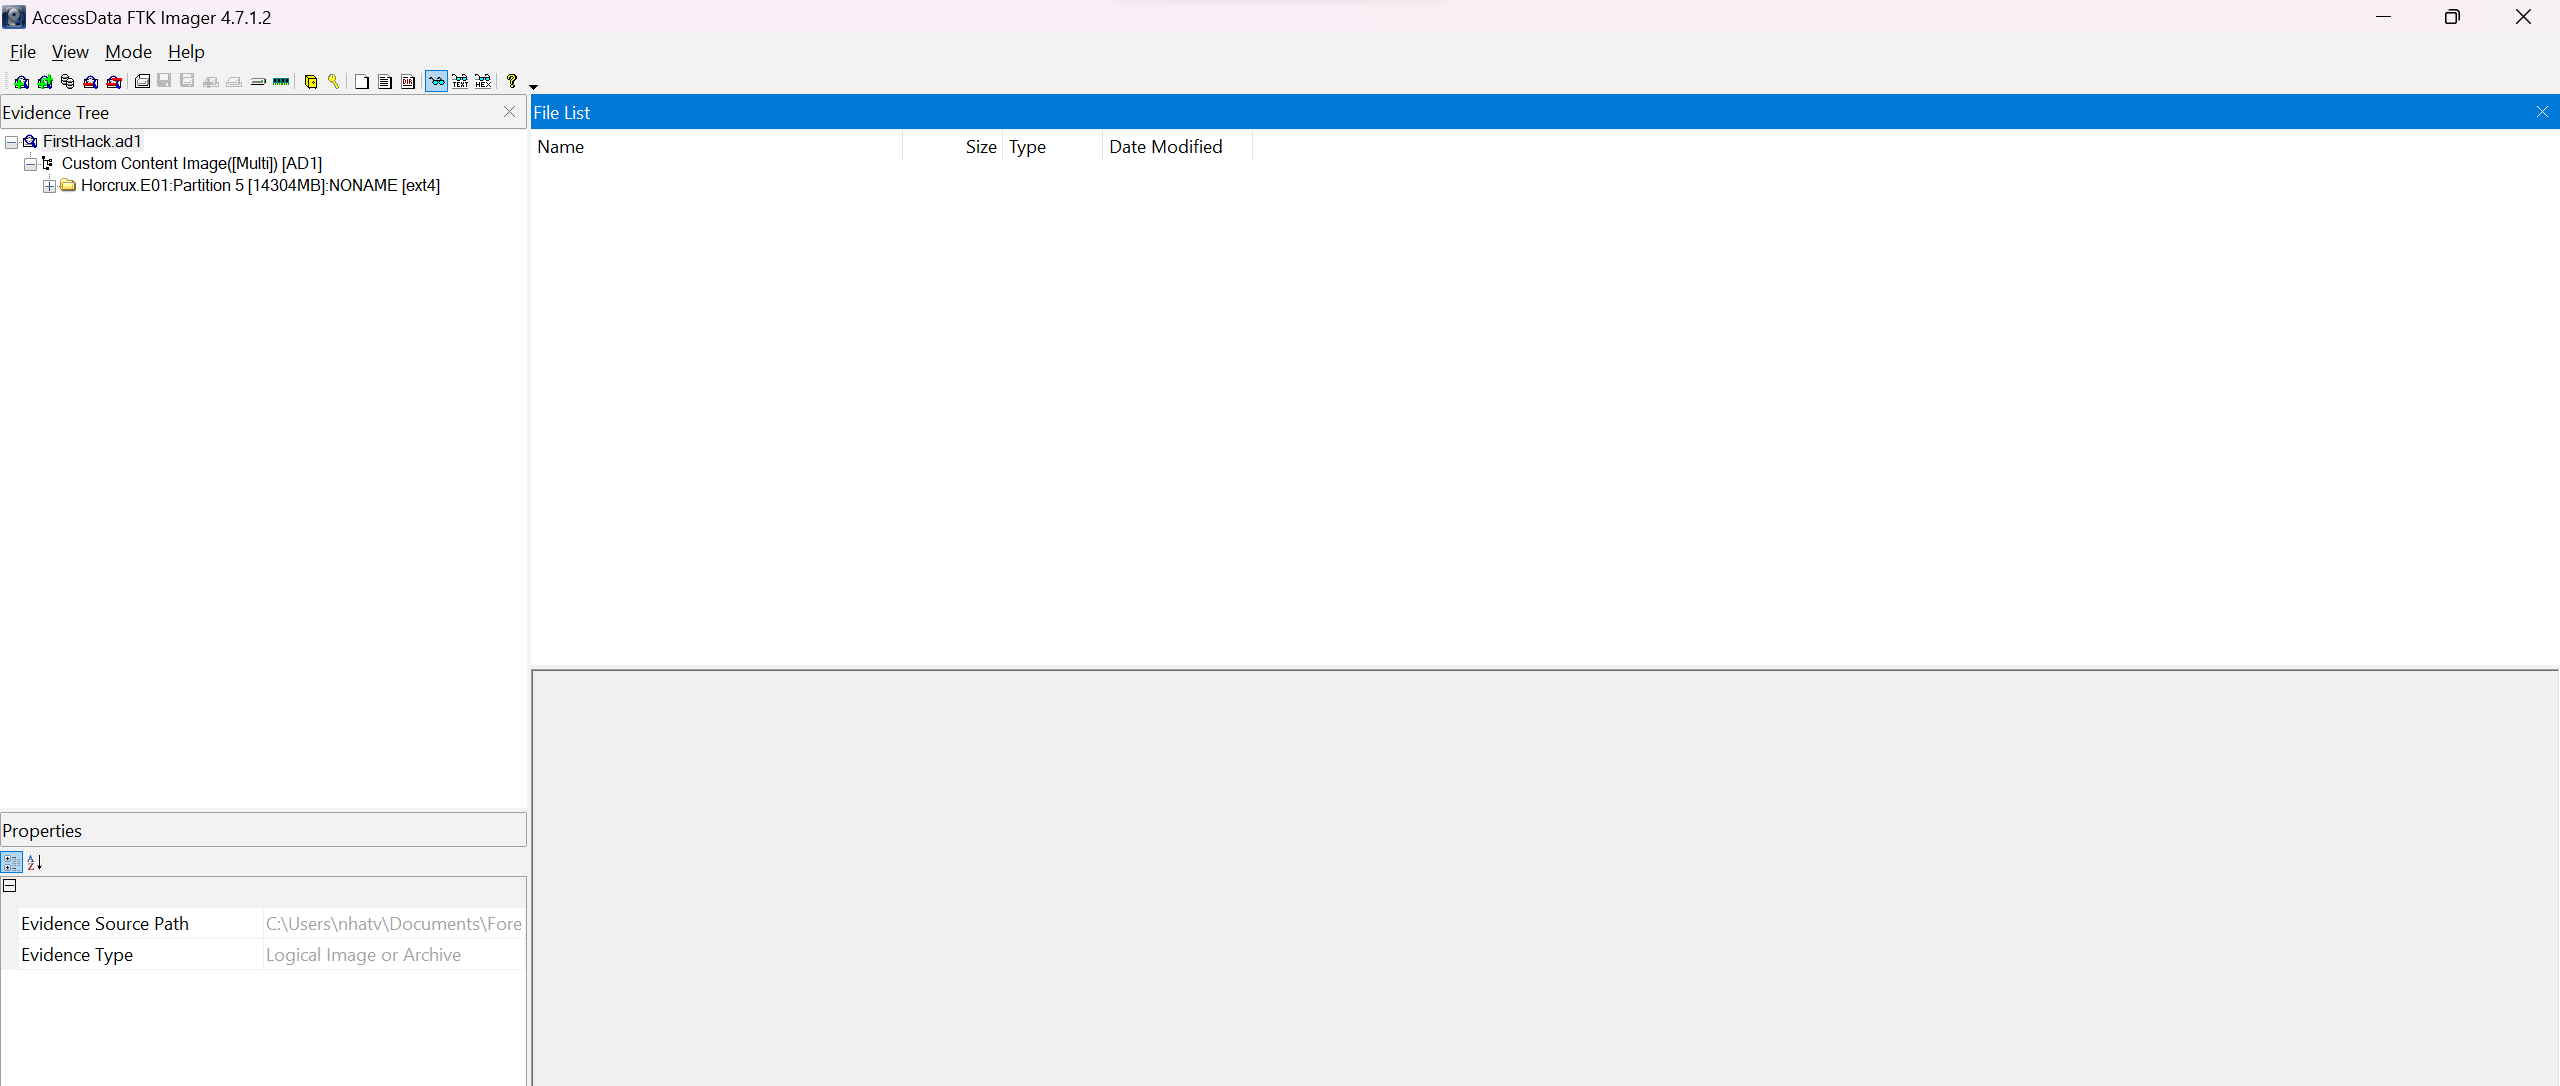 AccessData FTK Imager 4.7.1.2
File View Mode Help
Evidence Tree
FirstHack.ad1
Custom Content Image([Multi]) [AD1]
Horcrux.E01:Partition 5 [14304MB]:NONAME [ext4]
File List
Name Size Type Date Modified
Properties
Evidence Source Path C:\Users\nhatv\Documents\Fore
Evidence Type Logical Image or Archive